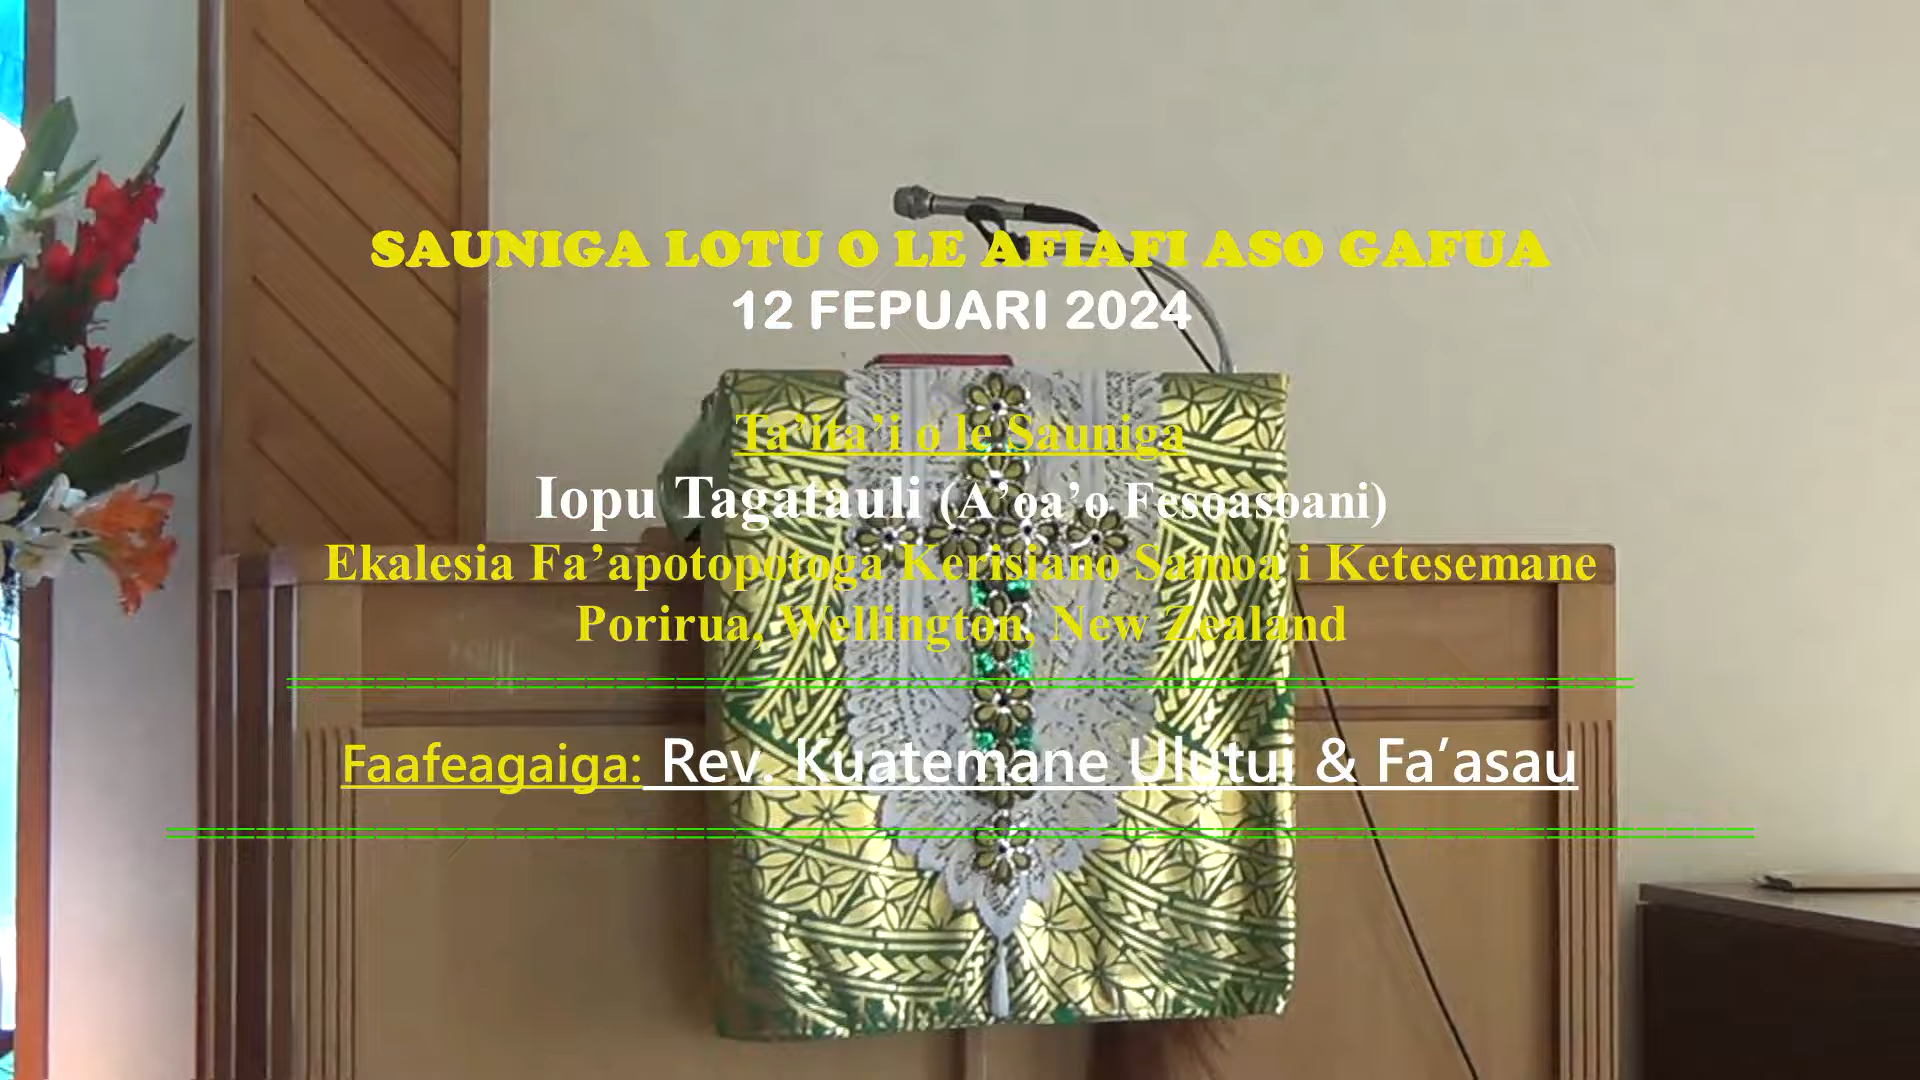 SAUNIGA LOTU O LE AFIAFI ASO GAFUA
12 FEPUARI 2024
Ta’ita’i o le Sauniga
Iopu Tagatauli (A’oa’o Fesoasoani)
Ekalesia Fa’apotopotoga Kerisiano Samoa i Ketesemane
Porirua, Wellington, New Zealand
Faafeagaiga: Rev. Kuatemane Ulutui & Fa’asau